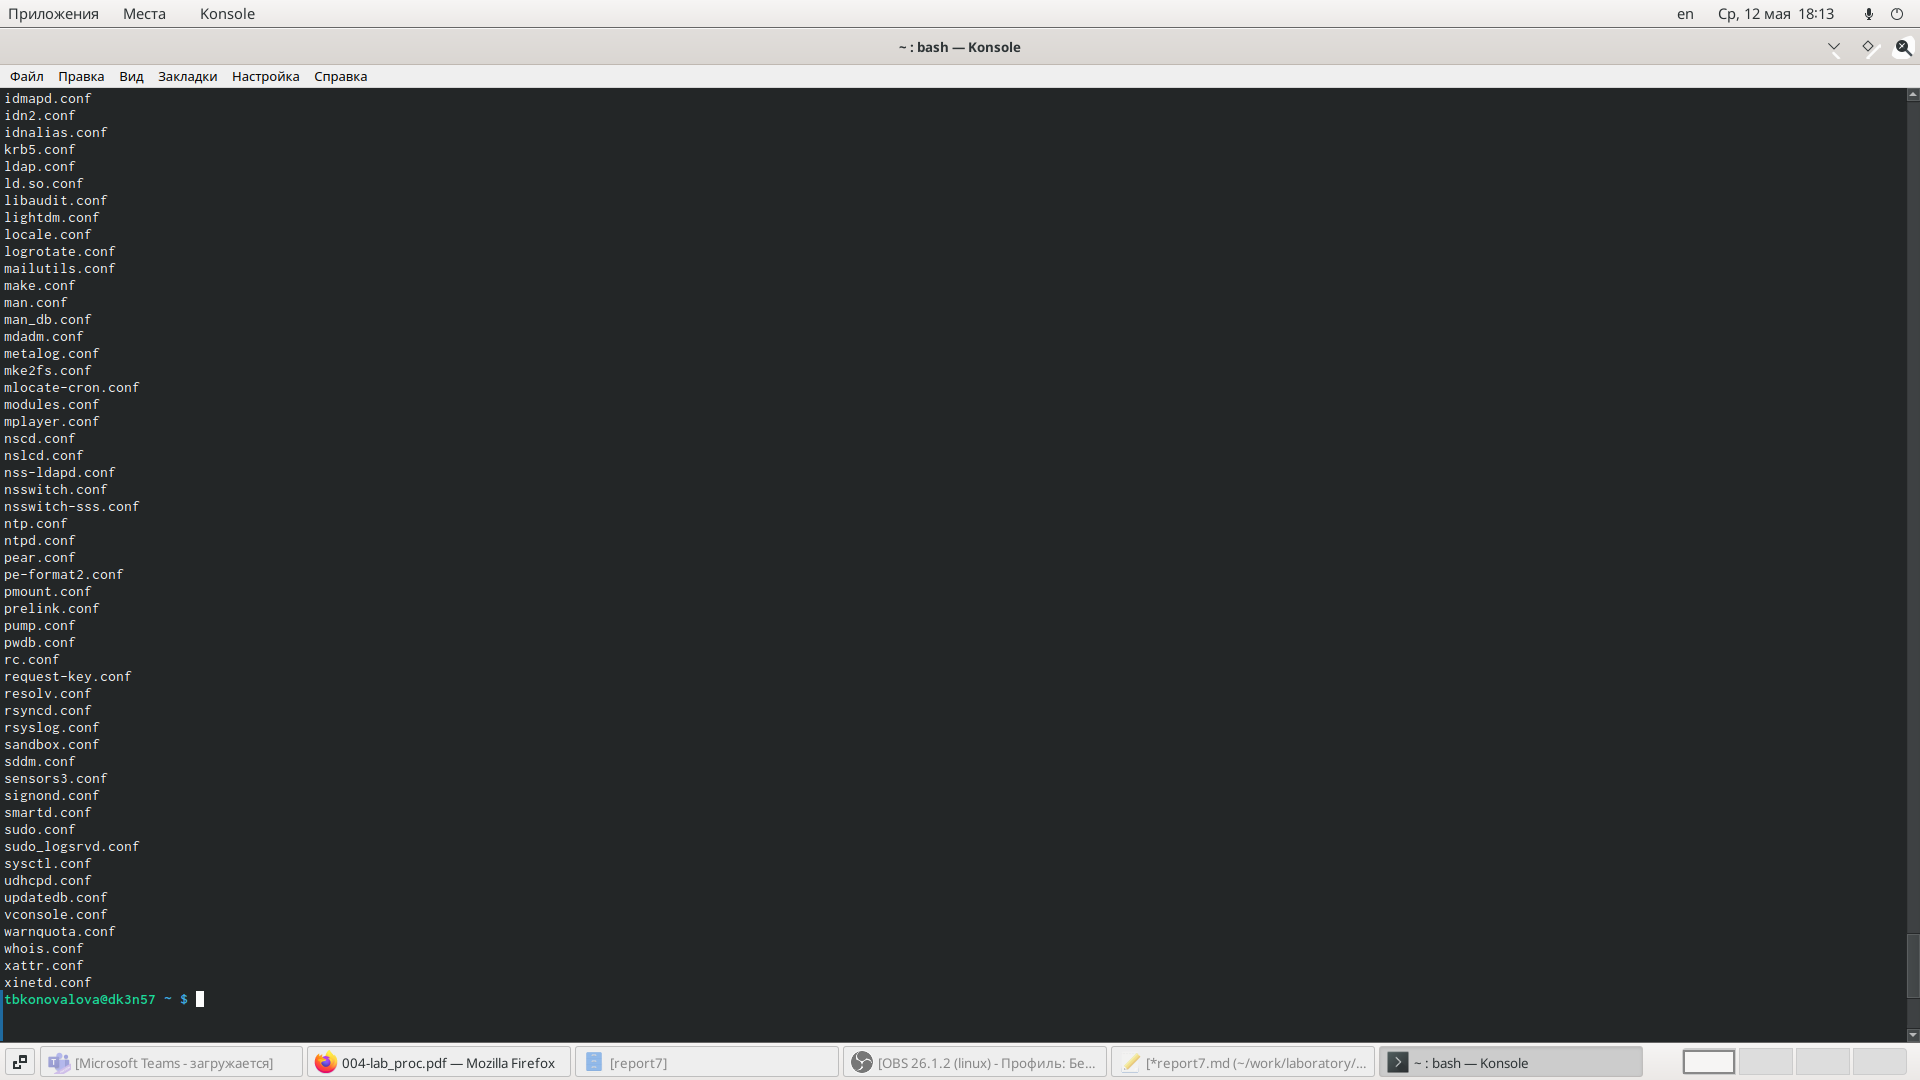 Приложения Места Konsole en Ср, 12 мая 18:13
~ : bash — Konsole
Файл Правка Вид Закладки Настройка Справка
idmapd.conf
idn2.conf
idnalias.conf
krb5.conf
ldap.conf
ld.so.conf
libaudit.conf
lightdm.conf
locale.conf
logrotate.conf
mailutils.conf
make.conf
man.conf
man_db.conf
mdadm.conf
metalog.conf
mke2fs.conf
mlocate-cron.conf
modules.conf
mplayer.conf
nscd.conf
nslcd.conf
nss-ldapd.conf
nsswitch.conf
nsswitch-sss.conf
ntp.conf
ntpd.conf
pear.conf
pe-format2.conf
pmount.conf
prelink.conf
pump.conf
pwdb.conf
rc.conf
request-key.conf
resolv.conf
rsyncd.conf
rsyslog.conf
sandbox.conf
sddm.conf
sensors3.conf
signond.conf
smartd.conf
sudo.conf
sudo_logsrvd.conf
sysctl.conf
udhcpd.conf
updatedb.conf
vconsole.conf
warnquota.conf
whois.conf
xattr.conf
xinetd.conf
tbkonovalova@dk3n57 ~ $
[Microsoft Teams - загружается] 004-lab_proc.pdf — Mozilla Firefox [report7] [OBS 26.1.2 (linux) - Профиль: Бе... [*report7.md (~/work/laboratory/... ~ : bash — Konsole